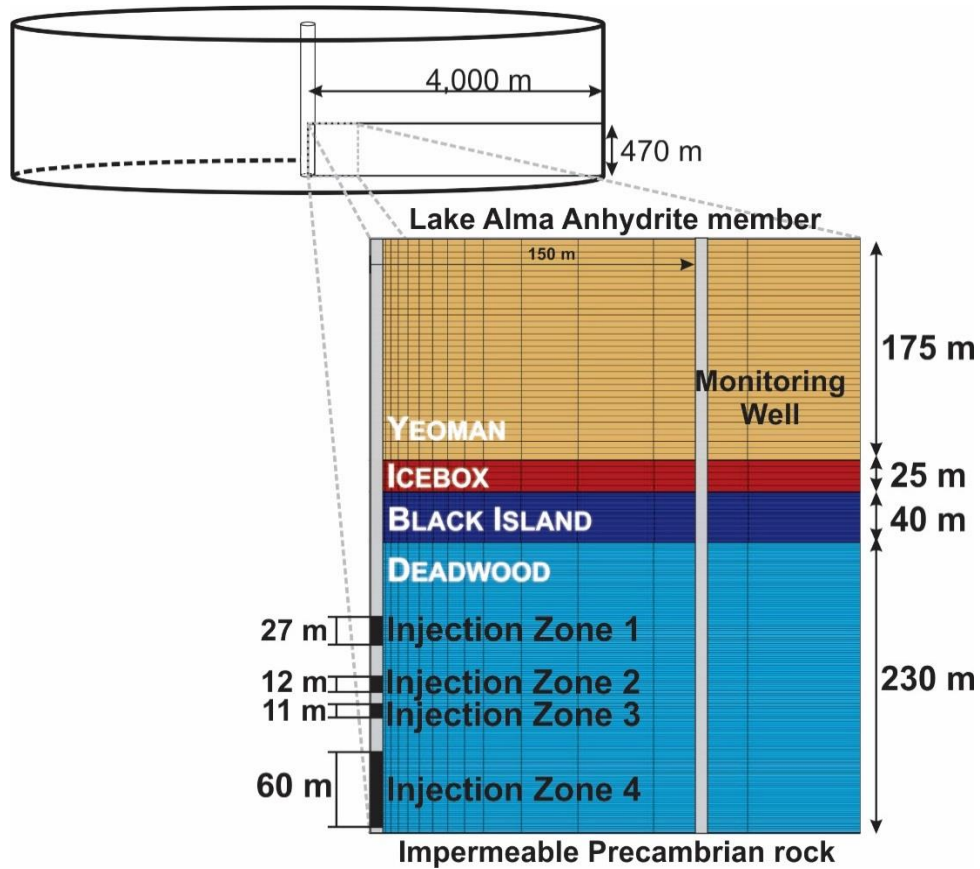 4,000 m
470 m
Lake Alma Anhydrite member
150 m
175 m
Monitoring
Well
YEOMAN
ICEBOX
25 m
BLACK ISLAND
40 m
DEADWOOD
27 m
Injection Zone 1
12 m
Injection Zone 2
230 m
11 m
Injection Zone 3
60 m
Injection Zone 4
Impermeable Precambrian rock